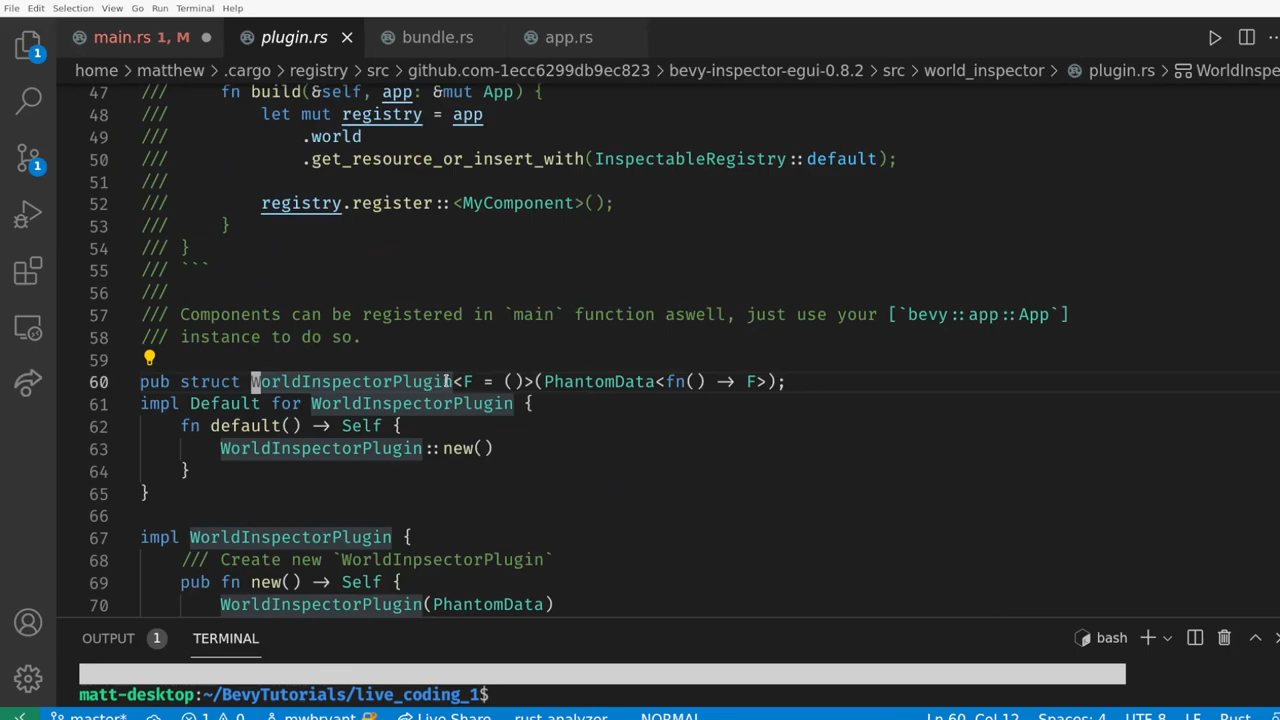 File Edit Selection View Go Run Terminal Help
main.rs 1, M plugin.rs bundle.rs app.rs
home > matthew > .cargo > registry > src > github.com-1ecc6299db9ec823 > bevy-inspector-egui-0.8.2 > src > world_inspector > plugin.rs > WorldInspe
47 /// fn build(&self, app: &mut App) {
48 /// let mut registry = app
49 /// .world
50 /// .get_resource_or_insert_with(InspectableRegistry::default);
51 ///
52 /// registry.register::<MyComponent>();
53 /// }
54 /// }
55 /// ```
56 ///
57 /// Components can be registered in `main` function aswell, just use your [`bevy::app::App`]
58 /// instance to do so.
59
60 pub struct WorldInspectorPlugin<F = ()>(PhantomData<fn() -> F>);
61 impl Default for WorldInspectorPlugin {
62 fn default() -> Self {
63 WorldInspectorPlugin::new()
64 }
65 }
66
67 impl WorldInspectorPlugin {
68 /// Create new `WorldInpsectorPlugin`
69 pub fn new() -> Self {
70 WorldInspectorPlugin(PhantomData)
OUTPUT 1 TERMINAL bash
matt-desktop:~/BevyTutorials/live_coding_1$
master* 1 0 mwbryant Live Share rust-analyzer NORMAL Ln 60, Col 12 Spaces: 4 UTF-8 LF Rust